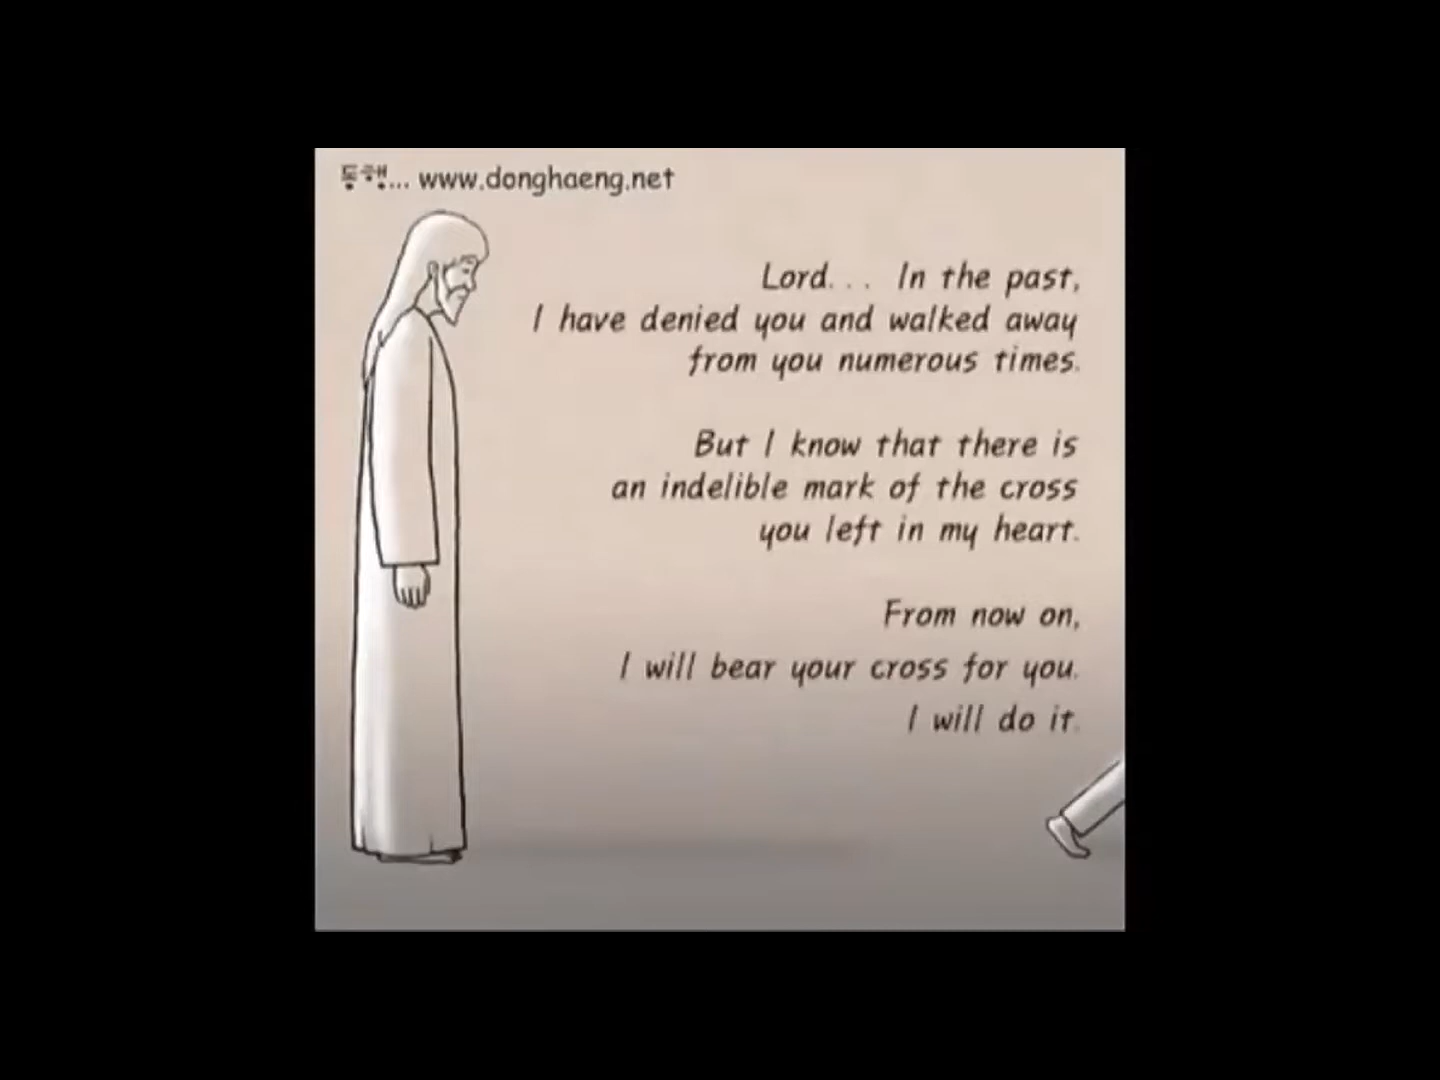 동행... www.donghaeng.net
Lord... In the past,
I have denied you and walked away
from you numerous times.
But I know that there is
an indelible mark of the cross
you left in my heart.
From now on,
I will bear your cross for you.
I will do it.